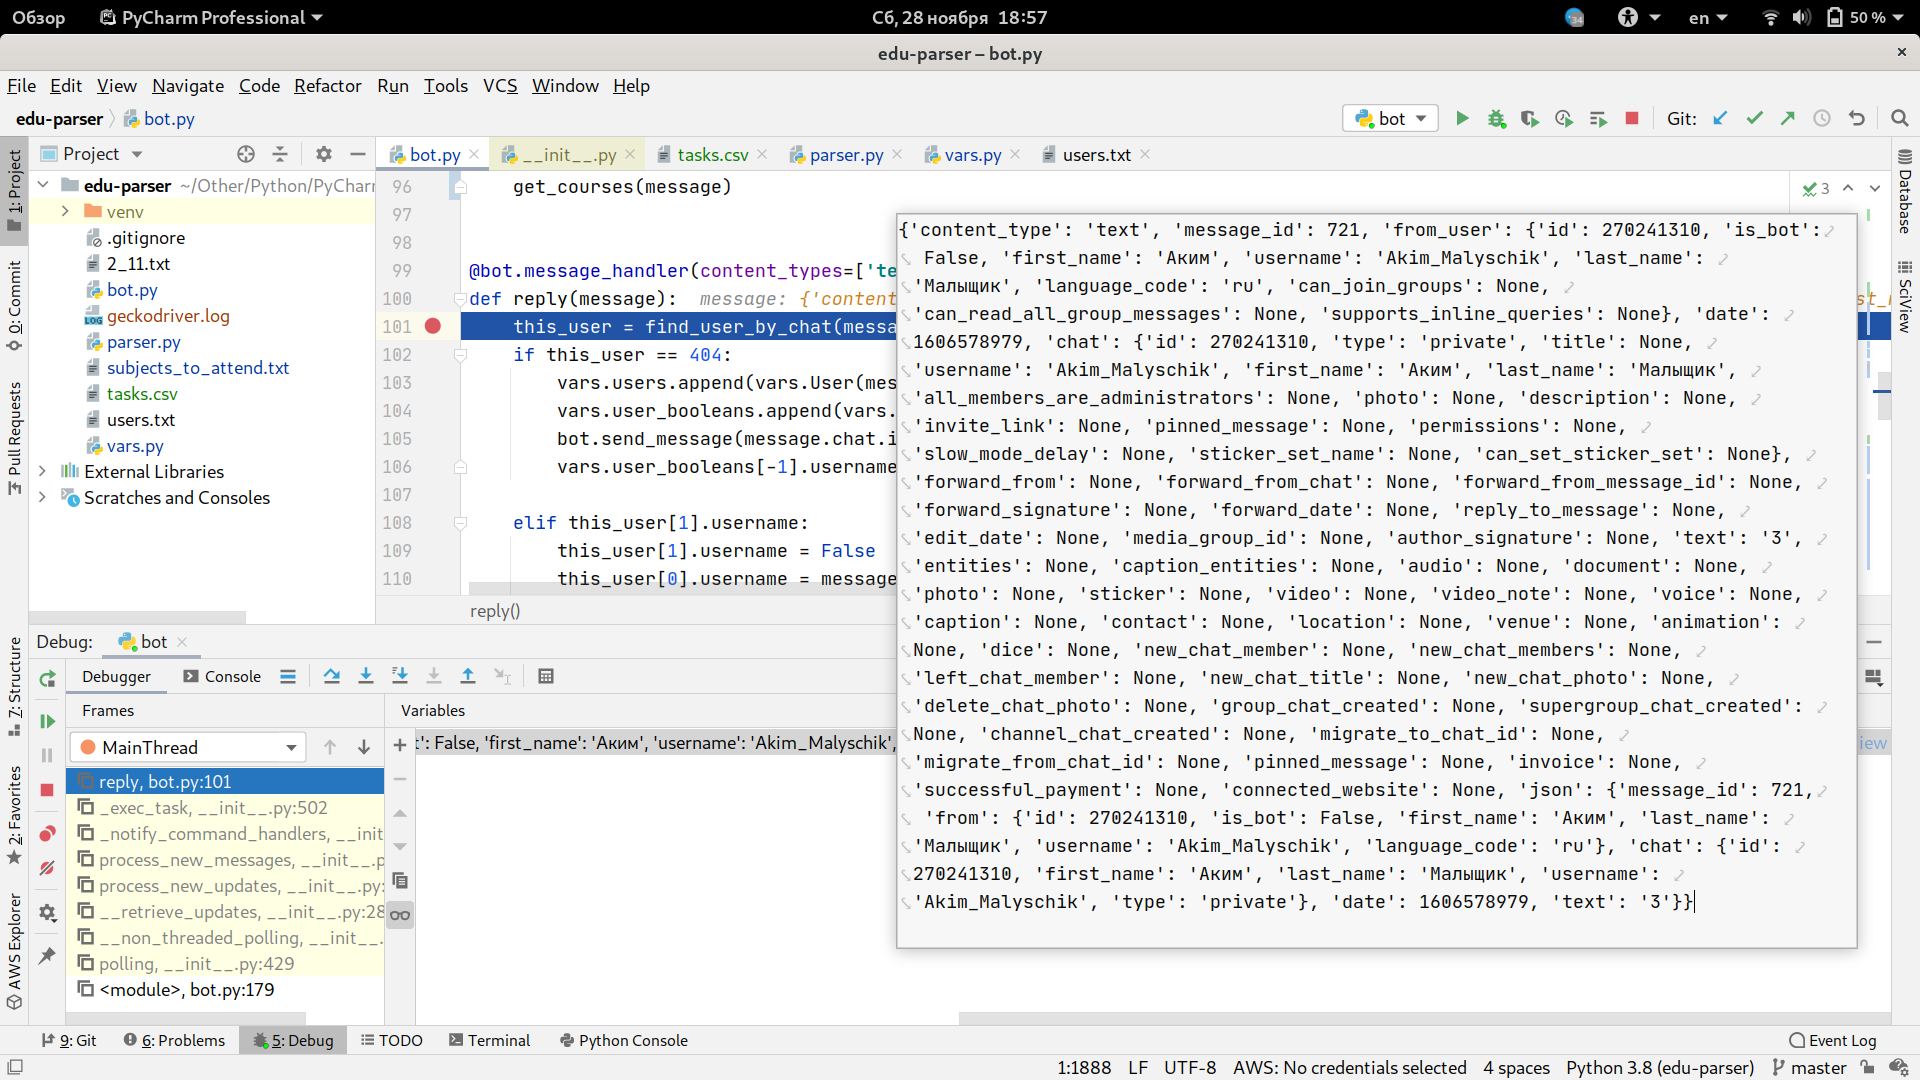 Обзор PyCharm Professional Сб, 28 ноября 18:57 34 en 50 %
edu-parser – bot.py
File Edit View Navigate Code Refactor Run Tools VCS Window Help
edu-parser bot.py bot Git:
1: Project
0: Commit
Pull Requests
7: Structure
2: Favorites
AWS Explorer
Project
edu-parser ~/Other/Python/PyCharm
venv
.gitignore
2_11.txt
bot.py
geckodriver.log
parser.py
subjects_to_attend.txt
tasks.csv
users.txt
vars.py
External Libraries
Scratches and Consoles
bot.py __init__.py tasks.csv parser.py vars.py users.txt
3
96 get_courses(message)
97
98
99 @bot.message_handler(content_types=['te
100 def reply(message): message: {'content
101 this_user = find_user_by_chat(messa
102 if this_user == 404:
103 vars.users.append(vars.User(mes
104 vars.user_booleans.append(vars.
105 bot.send_message(message.chat.i
106 vars.user_booleans[-1].username
107
108 elif this_user[1].username:
109 this_user[1].username = False
110 this_user[0].username = message
reply()
{'content_type': 'text', 'message_id': 721, 'from_user': {'id': 270241310, 'is_bot':
False, 'first_name': 'Аким', 'username': 'Akim_Malyschik', 'last_name':
'Малыщик', 'language_code': 'ru', 'can_join_groups': None,
'can_read_all_group_messages': None, 'supports_inline_queries': None}, 'date':
1606578979, 'chat': {'id': 270241310, 'type': 'private', 'title': None,
'username': 'Akim_Malyschik', 'first_name': 'Аким', 'last_name': 'Малыщик',
'all_members_are_administrators': None, 'photo': None, 'description': None,
'invite_link': None, 'pinned_message': None, 'permissions': None,
'slow_mode_delay': None, 'sticker_set_name': None, 'can_set_sticker_set': None},
'forward_from': None, 'forward_from_chat': None, 'forward_from_message_id': None,
'forward_signature': None, 'forward_date': None, 'reply_to_message': None,
'edit_date': None, 'media_group_id': None, 'author_signature': None, 'text': '3',
'entities': None, 'caption_entities': None, 'audio': None, 'document': None,
'photo': None, 'sticker': None, 'video': None, 'video_note': None, 'voice': None,
'caption': None, 'contact': None, 'location': None, 'venue': None, 'animation':
None, 'dice': None, 'new_chat_member': None, 'new_chat_members': None,
'left_chat_member': None, 'new_chat_title': None, 'new_chat_photo': None,
'delete_chat_photo': None, 'group_chat_created': None, 'supergroup_chat_created':
None, 'channel_chat_created': None, 'migrate_to_chat_id': None,
'migrate_from_chat_id': None, 'pinned_message': None, 'invoice': None,
'successful_payment': None, 'connected_website': None, 'json': {'message_id': 721,
'from': {'id': 270241310, 'is_bot': False, 'first_name': 'Аким', 'last_name':
'Малыщик', 'username': 'Akim_Malyschik', 'language_code': 'ru'}, 'chat': {'id':
270241310, 'first_name': 'Аким', 'last_name': 'Малыщик', 'username':
'Akim_Malyschik', 'type': 'private'}, 'date': 1606578979, 'text': '3'}}
Database
SciView
Debug: bot
Debugger Console
Frames Variables
MainThread
t': False, 'first_name': 'Аким', 'username': 'Akim_Malyschik', iew
reply, bot.py:101
_exec_task, __init__.py:502
_notify_command_handlers, __init
process_new_messages, __init__.p
process_new_updates, __init__.py:
__retrieve_updates, __init__.py:28
__non_threaded_polling, __init__.
polling, __init__.py:429
<module>, bot.py:179
9: Git 6: Problems 5: Debug TODO Terminal Python Console Event Log
1:1888 LF UTF-8 AWS: No credentials selected 4 spaces Python 3.8 (edu-parser) master